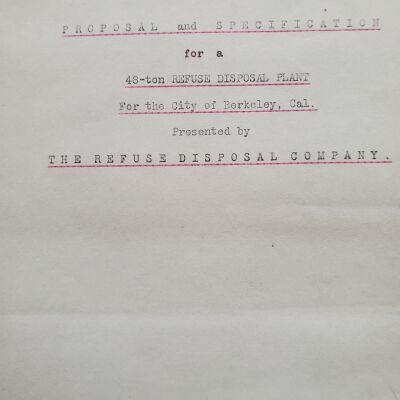 PROPOSAL and SPECIFICATION
for a
48-ton REFUSE DISPOSAL PLANT
For the City of Berkeley, Cal.
Presented by
THE REFUSE DISPOSAL COMPANY.